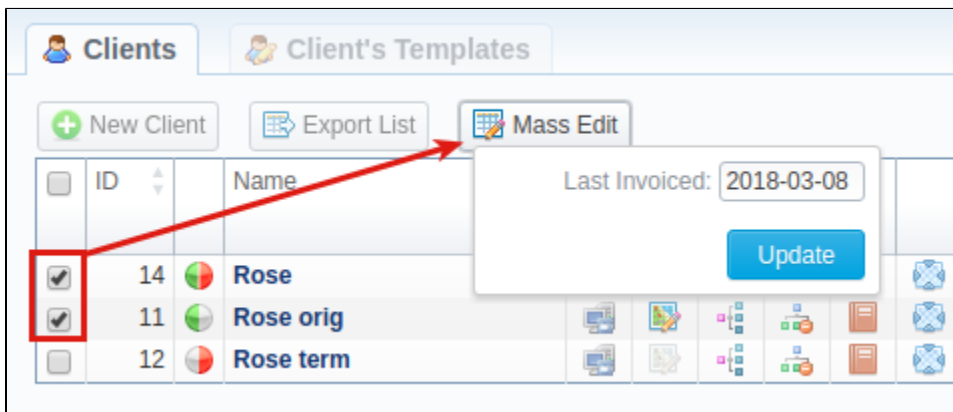 Clients
Client's Templates
New Client
Export List
Mass Edit
ID
Name
Last Invoiced: 2018-03-08
Update
14 Rose
11 Rose orig
12 Rose term